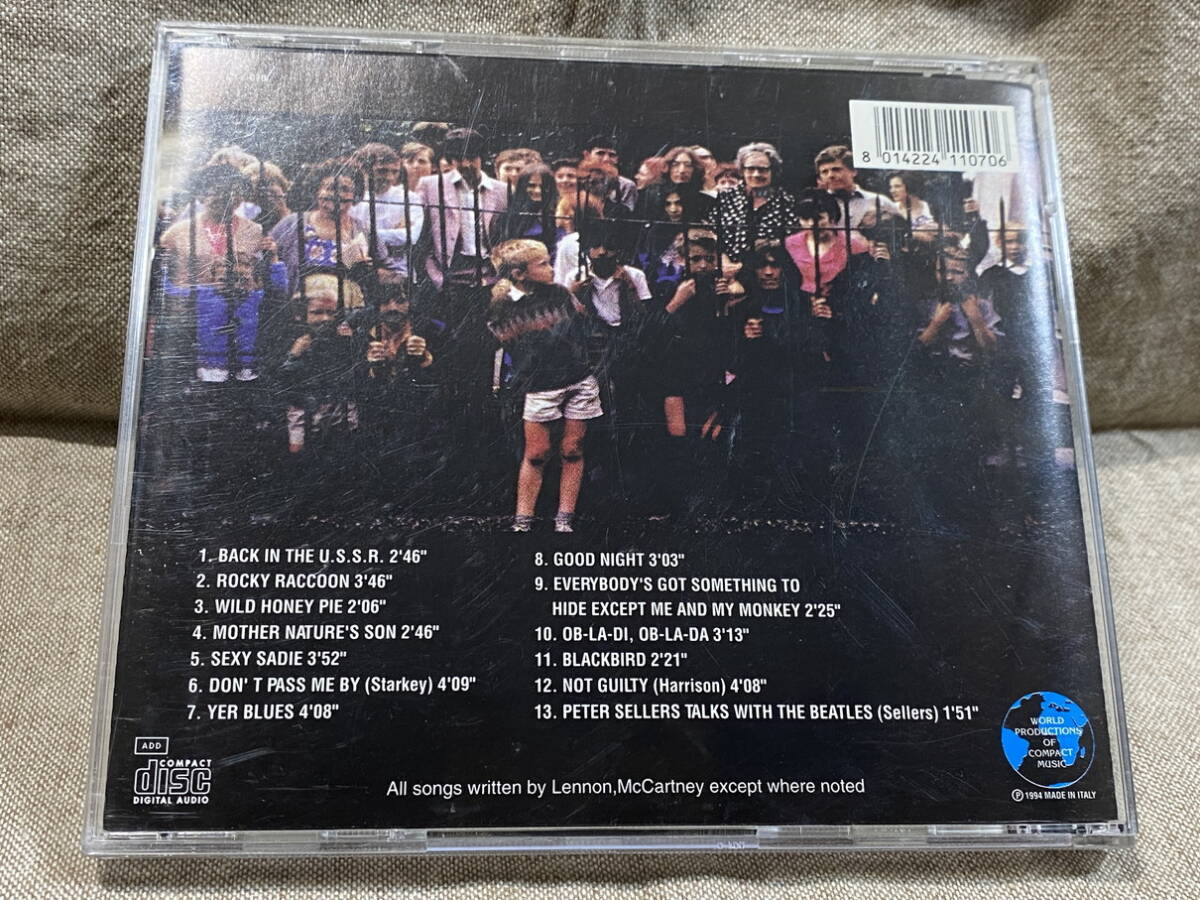 8 014224 110706
1. BACK IN THE U.S.S.R. 2'46"
2. ROCKY RACCOON 3'46"
3. WILD HONEY PIE 2'06"
4. MOTHER NATURE'S SON 2'46"
5. SEXY SADIE 3'52"
6. DON' T PASS ME BY (Starkey) 4'09"
7. YER BLUES 4'08"
8. GOOD NIGHT 3'03"
9. EVERYBODY'S GOT SOMETHING TO
HIDE EXCEPT ME AND MY MONKEY 2'25"
10. OB-LA-DI, OB-LA-DA 3'13"
11. BLACKBIRD 2'21"
12. NOT GUILTY (Harrison) 4'08"
13. PETER SELLERS TALKS WITH THE BEATLES (Sellers) 1'51"
WORLD
PRODUCTIONS
OF
COMPACT
MUSIC
℗ 1994 MADE IN ITALY
ADD
COMPACT
disc
DIGITAL AUDIO
All songs written by Lennon,McCartney except where noted